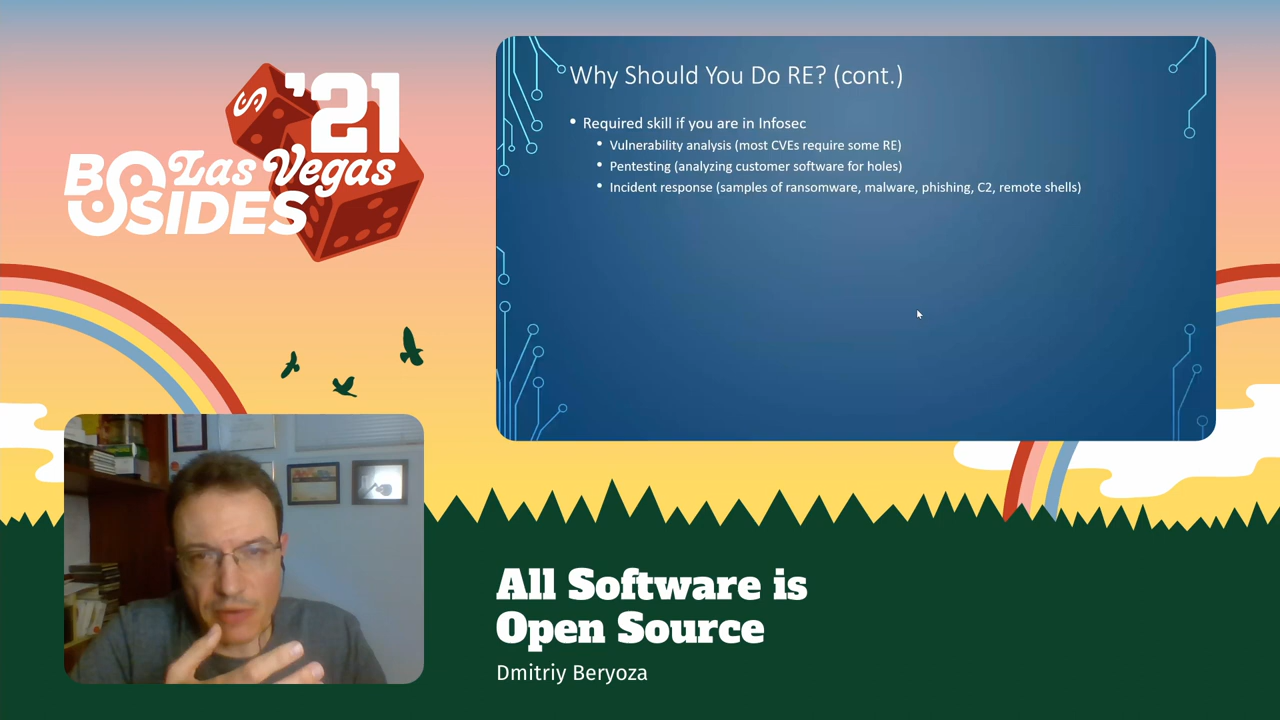 '21
BSIDES Las Vegas
Why Should You Do RE? (cont.)
Required skill if you are in Infosec
Vulnerability analysis (most CVEs require some RE)
Pentesting (analyzing customer software for holes)
Incident response (samples of ransomware, malware, phishing, C2, remote shells)
All Software is
Open Source
Dmitriy Beryoza